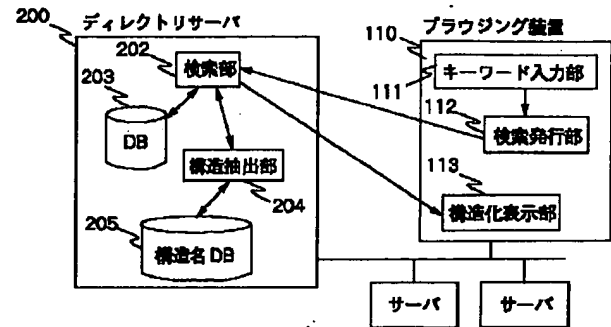 200
ディレクトリサーバ
202
検索部
203
DB
構造抽出部
204
205
構造名DB
ブラウジング装置
110
111
キーワード入力部
112
検索発行部
113
構造化表示部
サーバ
サーバ